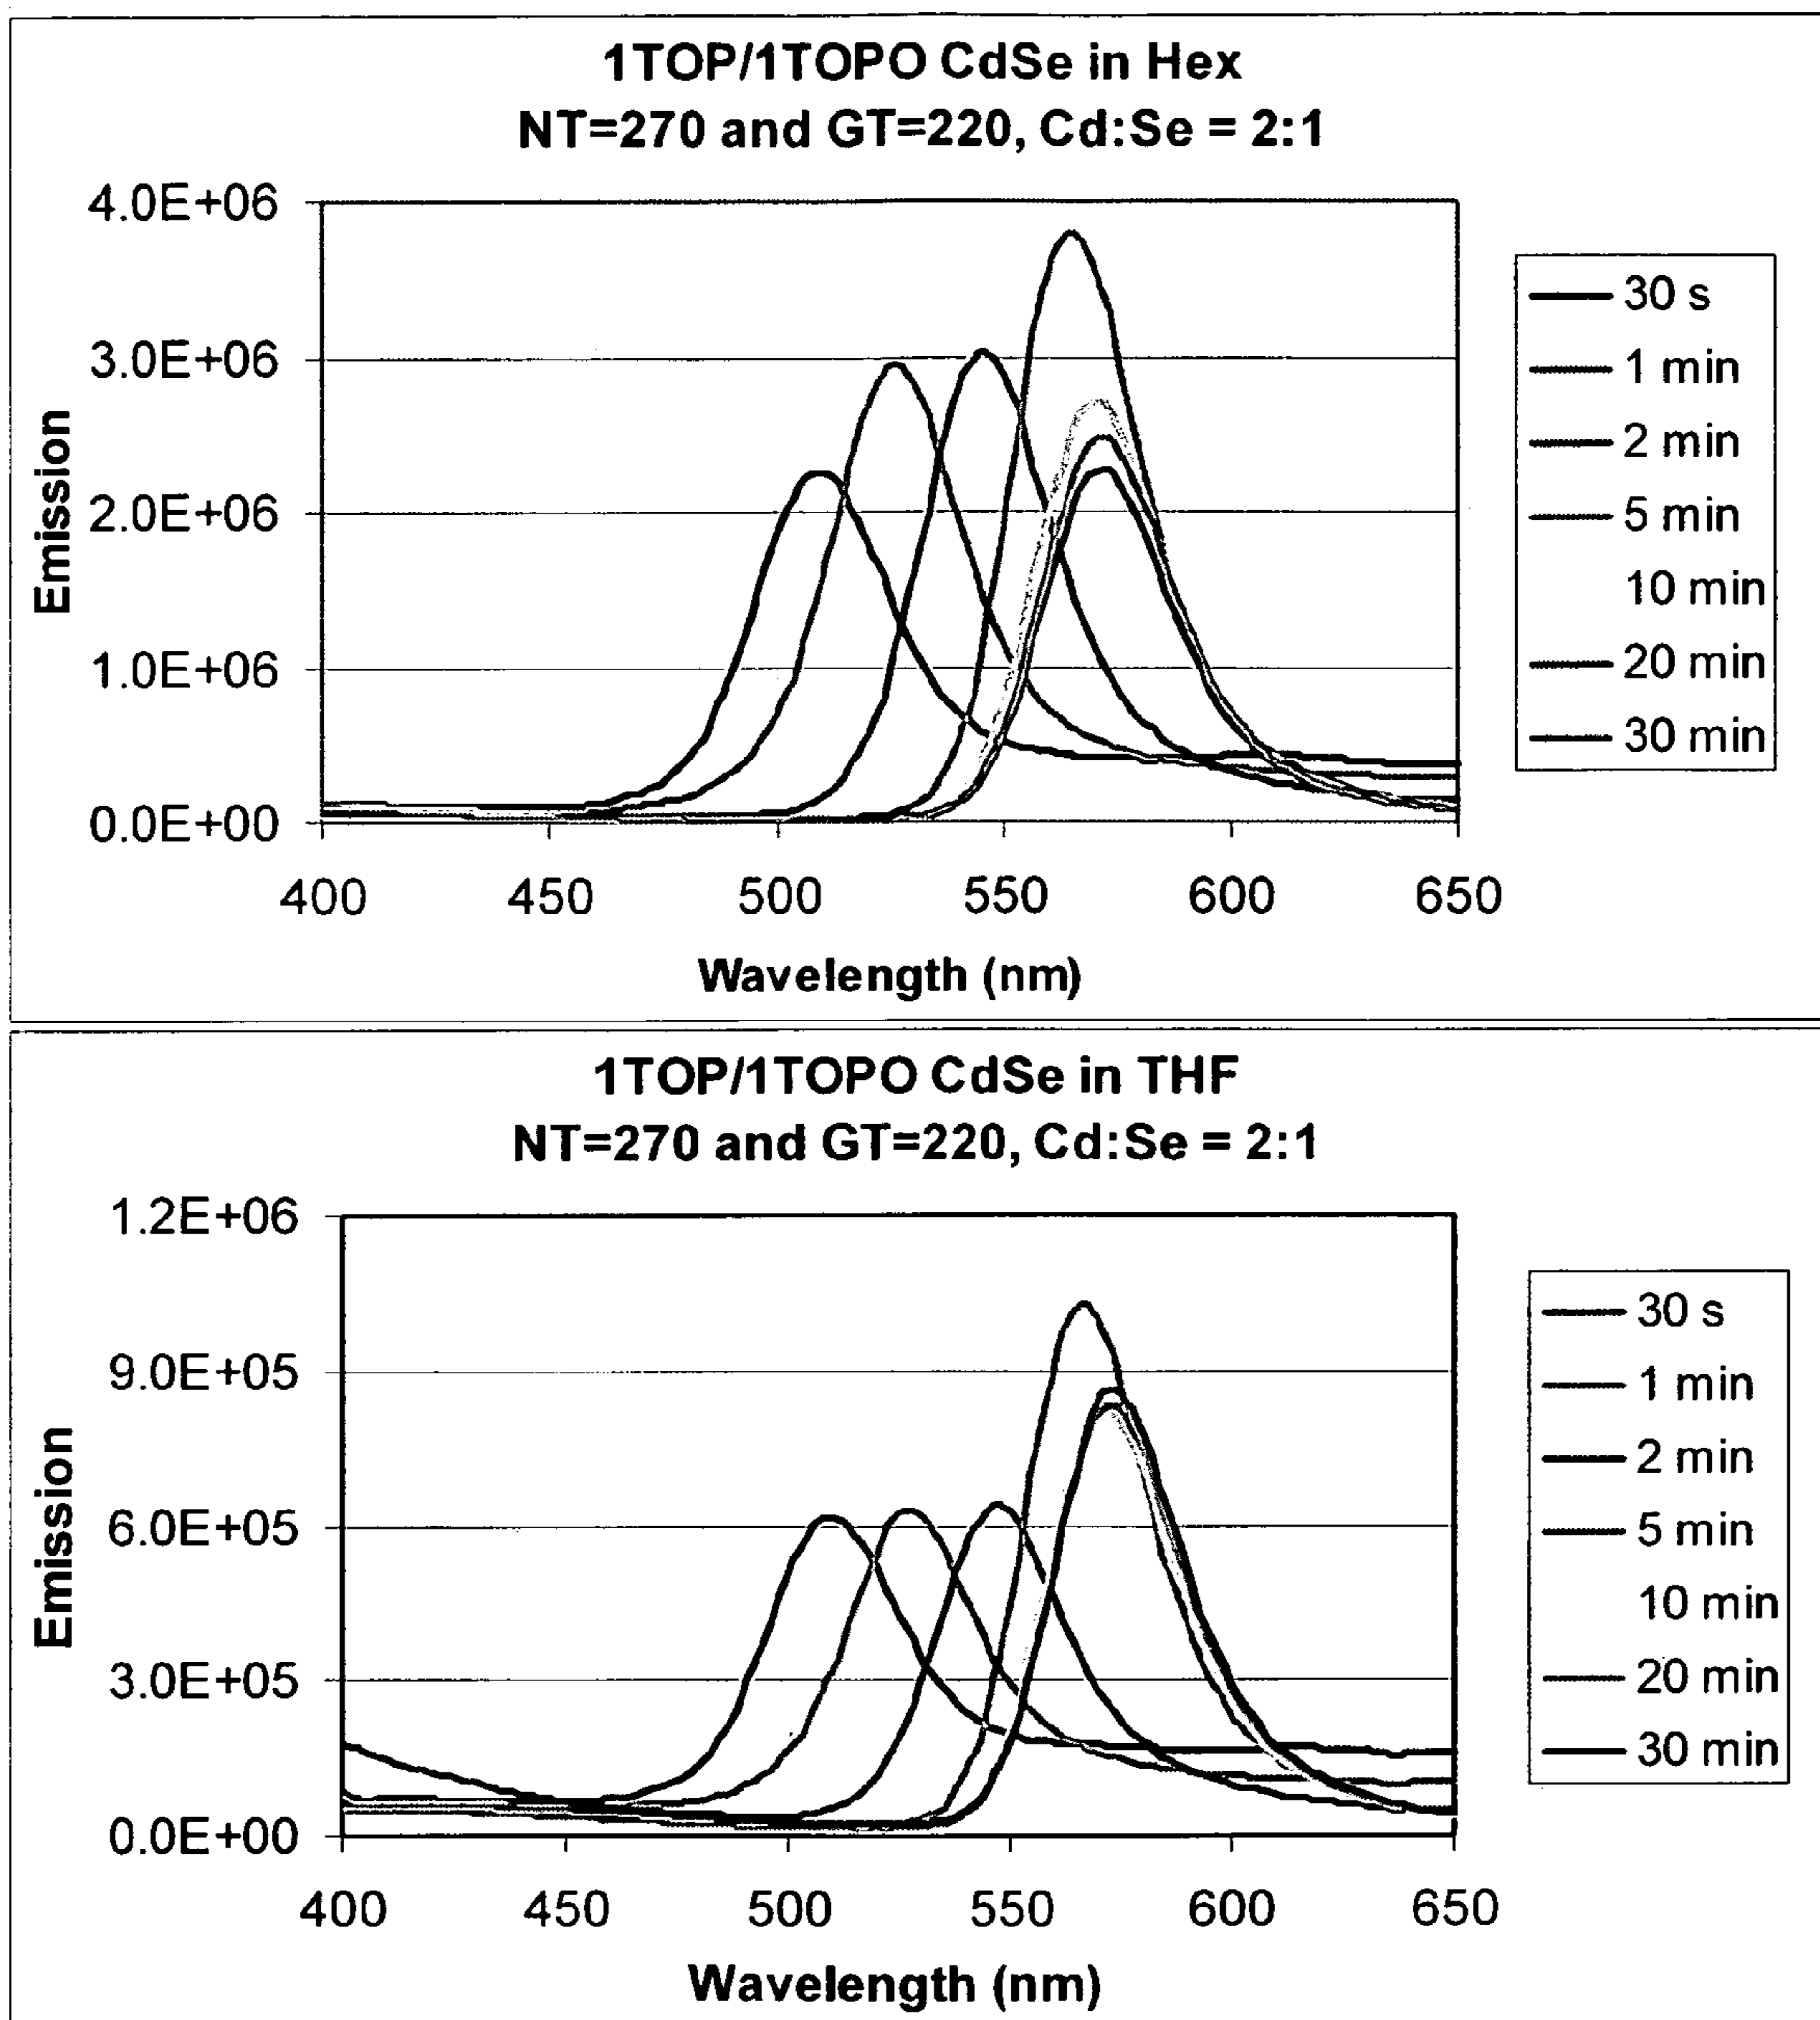 1TOP/1TOPO CdSe in Hex
NT=270 and GT=220, Cd:Se = 2:1
4.0E+06
3.0E+06
2.0E+06
1.0E+06
0.0E+00
Emission
400 450 500 550 600 650
Wavelength (nm)
30 s
1 min
2 min
5 min
10 min
20 min
30 min
1TOP/1TOPO CdSe in THF
NT=270 and GT=220, Cd:Se = 2:1
1.2E+06
9.0E+05
6.0E+05
3.0E+05
0.0E+00
Emission
400 450 500 550 600 650
Wavelength (nm)
30 s
1 min
2 min
5 min
10 min
20 min
30 min